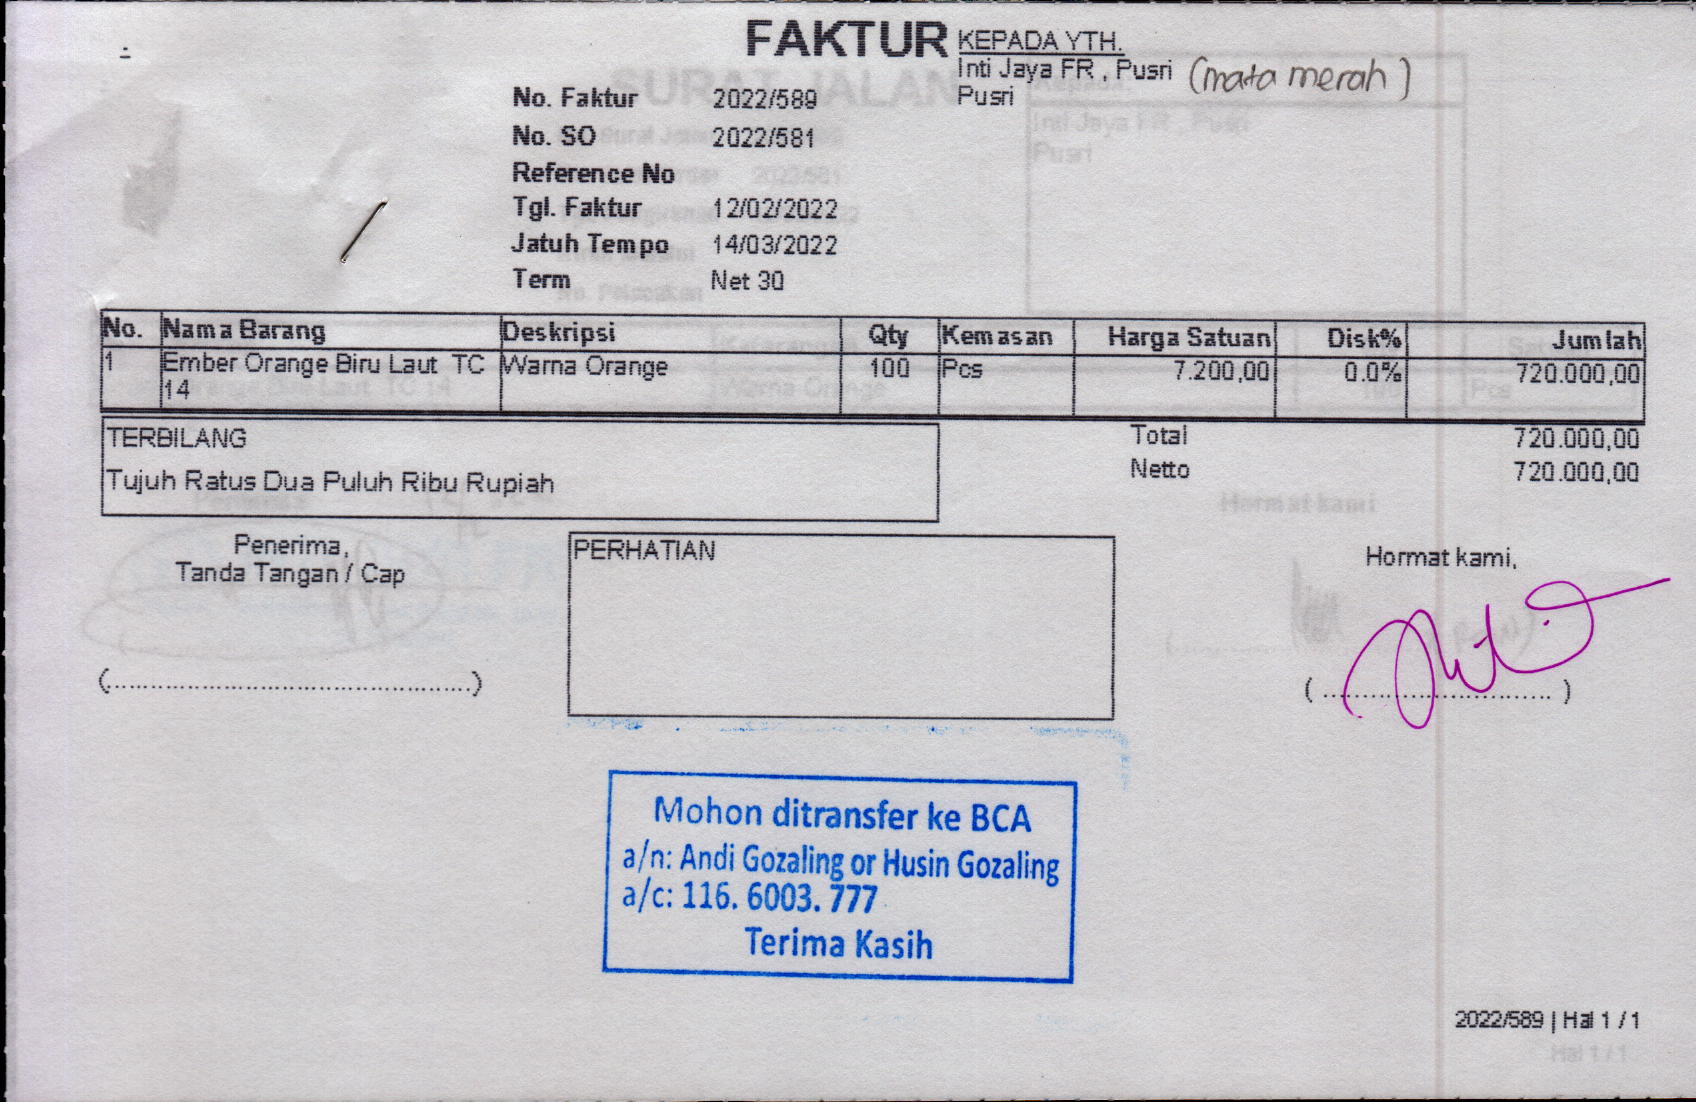 FAKTUR
KEPADA YTH.
Inti Jaya FR , Pusri (mata merah)
Pusri
No. Faktur 2022/589
No. SO 2022/581
Reference No
Tgl. Faktur 12/02/2022
Jatuh Tempo 14/03/2022
Term Net 30
No. Nama Barang Deskripsi Qty Kemasan Harga Satuan Disk% Jumlah
1 Ember Orange Biru Laut TC Warna Orange 100 Pcs 7.200,00 0.0% 720.000,00
14
TERBILANG
Tujuh Ratus Dua Puluh Ribu Rupiah
Total 720.000,00
Netto 720.000,00
Penerima,
Tanda Tangan / Cap
(..............................................)
PERHATIAN
Hormat kami,
( ............................. )
Mohon ditransfer ke BCA
a/n: Andi Gozaling or Husin Gozaling
a/c: 116. 6003. 777
Terima Kasih
2022/589 | Hal 1 / 1